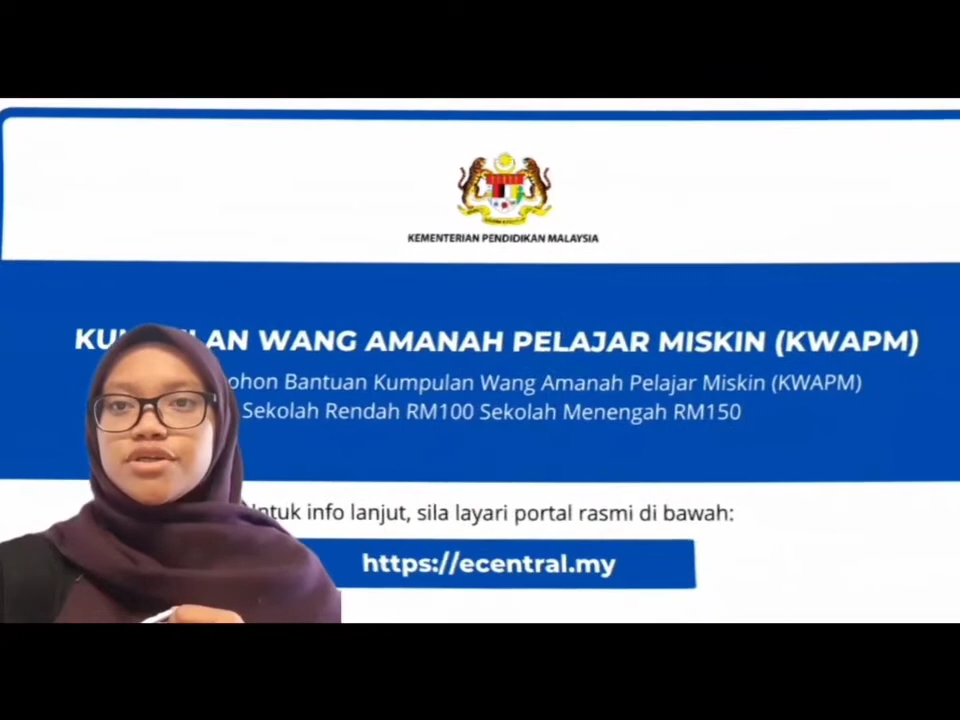 KEMENTERIAN PENDIDIKAN MALAYSIA
WANG AMANAH PELAJAR MISKIN (KWAPM)
Bantuan Kumpulan Wang Amanah Pelajar Miskin (KWAPM)
Sekolah Rendah RM100 Sekolah Menengah RM150
info lanjut, sila layari portal rasmi di bawah:
https://ecentral.my